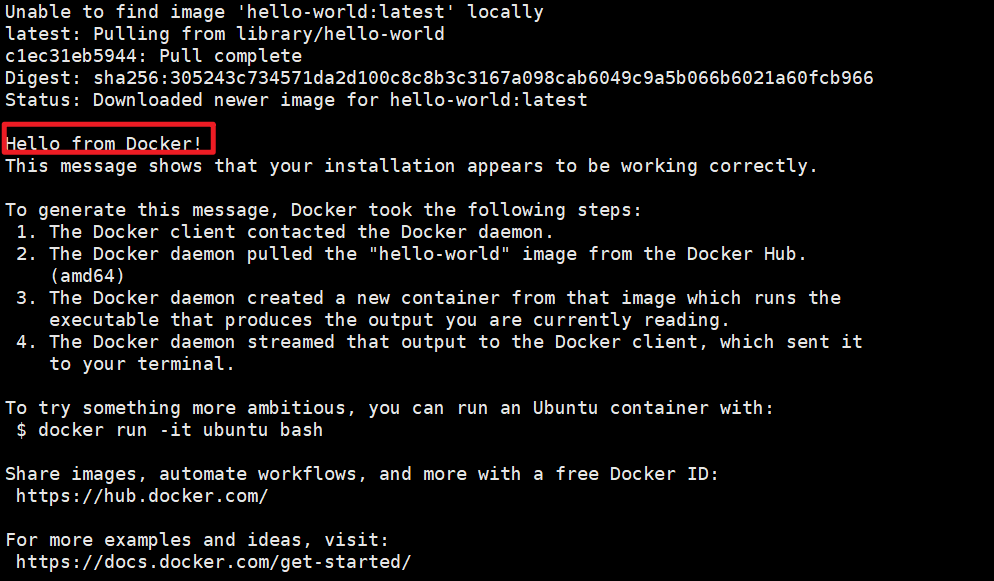 Unable to find image 'hello-world:latest' locally
latest: Pulling from library/hello-world
c1ec31eb5944: Pull complete
Digest: sha256:305243c734571da2d100c8c8b3c3167a098cab6049c9a5b066b6021a60fcb966
Status: Downloaded newer image for hello-world:latest
Hello from Docker!
This message shows that your installation appears to be working correctly.
To generate this message, Docker took the following steps:
1. The Docker client contacted the Docker daemon.
2. The Docker daemon pulled the "hello-world" image from the Docker Hub.
(amd64)
3. The Docker daemon created a new container from that image which runs the
executable that produces the output you are currently reading.
4. The Docker daemon streamed that output to the Docker client, which sent it
to your terminal.
To try something more ambitious, you can run an Ubuntu container with:
$ docker run -it ubuntu bash
Share images, automate workflows, and more with a free Docker ID:
https://hub.docker.com/
For more examples and ideas, visit:
https://docs.docker.com/get-started/